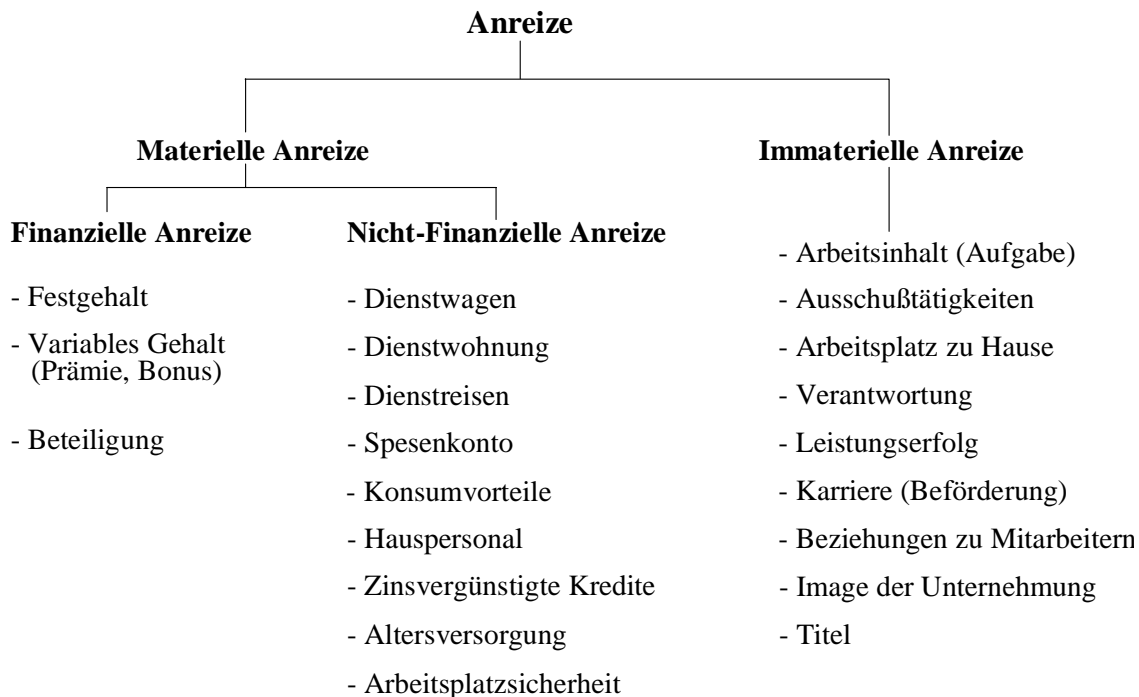 Anreize
Materielle Anreize
Immaterielle Anreize
Finanzielle Anreize
- Festgehalt
- Variables Gehalt
(Prämie, Bonus)
- Beteiligung
Nicht-Finanzielle Anreize
- Dienstwagen
- Dienstwohnung
- Dienstreisen
- Spesenkonto
- Konsumvorteile
- Hauspersonal
- Zinsvergünstigte Kredite
- Altersversorgung
- Arbeitsplatzsicherheit
- Arbeitsinhalt (Aufgabe)
- Ausschußtätigkeiten
- Arbeitsplatz zu Hause
- Verantwortung
- Leistungserfolg
- Karriere (Beförderung)
- Beziehungen zu Mitarbeitern
- Image der Unternehmung
- Titel